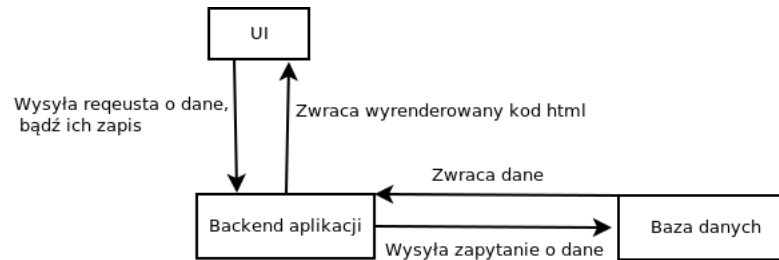 UI
Wysyła reqeusta o dane,
bądź ich zapis
Zwraca wyrenderowany kod html
Zwraca dane
Backend aplikacji
Baza danych
Wysyła zapytanie o dane